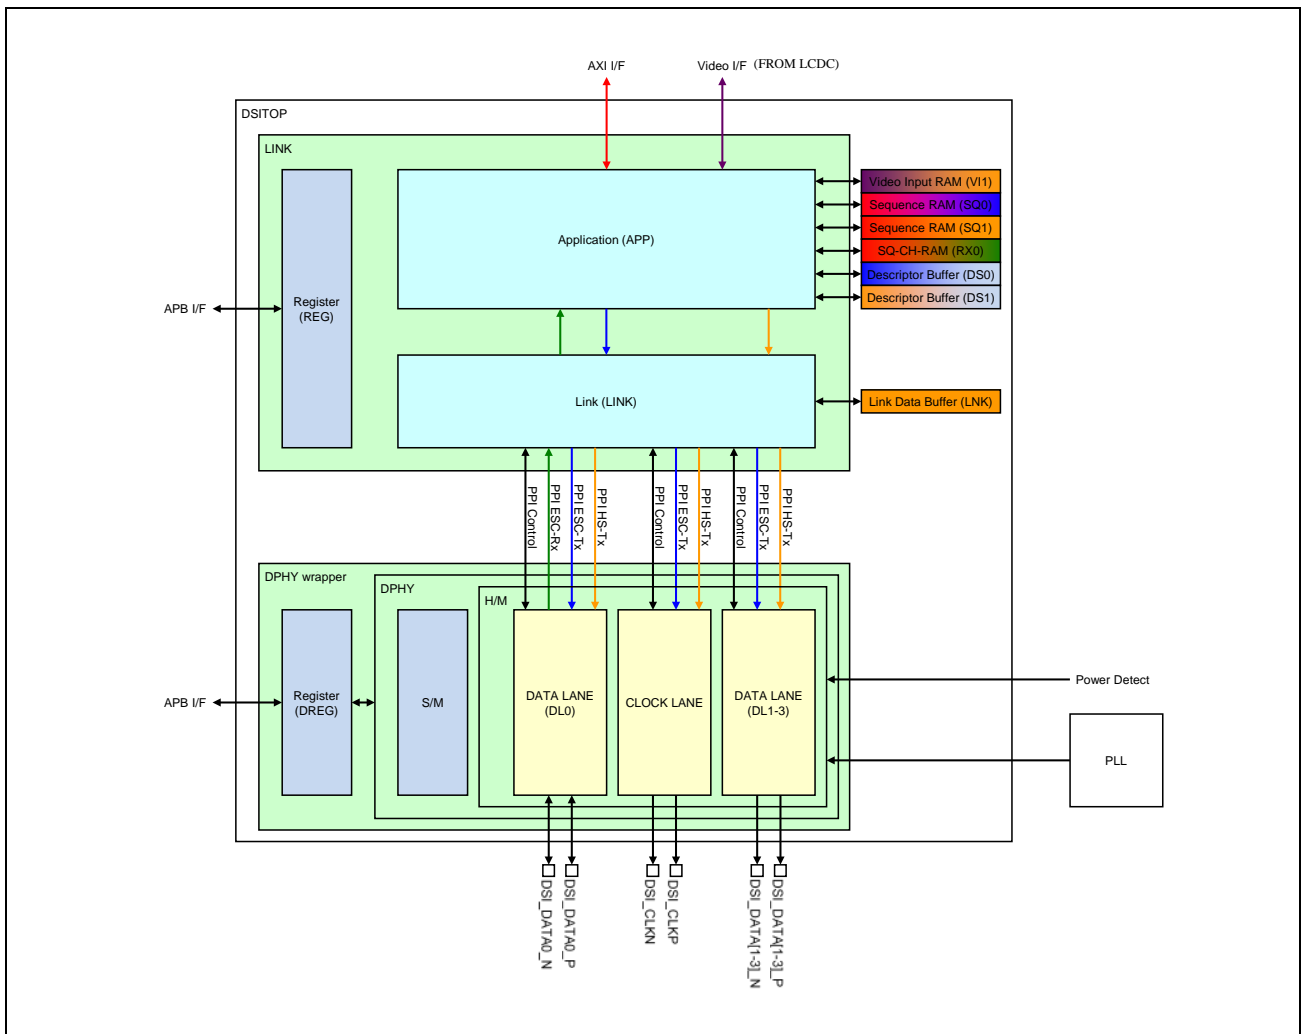 AXI I/F
Video I/F (FROM LCDC)
DSITOP
LINK
Application (APP)
Video Input RAM (VI1)
Sequence RAM (SQ0)
Sequence RAM (SQ1)
SQ-CH-RAM (RX0)
Descriptor Buffer (DS0)
Descriptor Buffer (DS1)
APB I/F
Register
(REG)
Link (LINK)
Link Data Buffer (LNK)
PPI Control
PPI ESC-Rx
PPI ESC-Tx
PPI HS-Tx
PPI Control
PPI ESC-Tx
PPI HS-Tx
PPI Control
PPI ESC-Tx
PPI HS-Tx
DPHY wrapper
DPHY
H/M
APB I/F
Register
(DREG)
S/M
DATA LANE
(DL0)
CLOCK LANE
DATA LANE
(DL1-3)
Power Detect
PLL
DSI_DATA0_N
DSI_DATA0_P
DSI_CLKN
DSI_CLKP
DSI_DATA[1-3]_N
DSI_DATA[1-3]_P